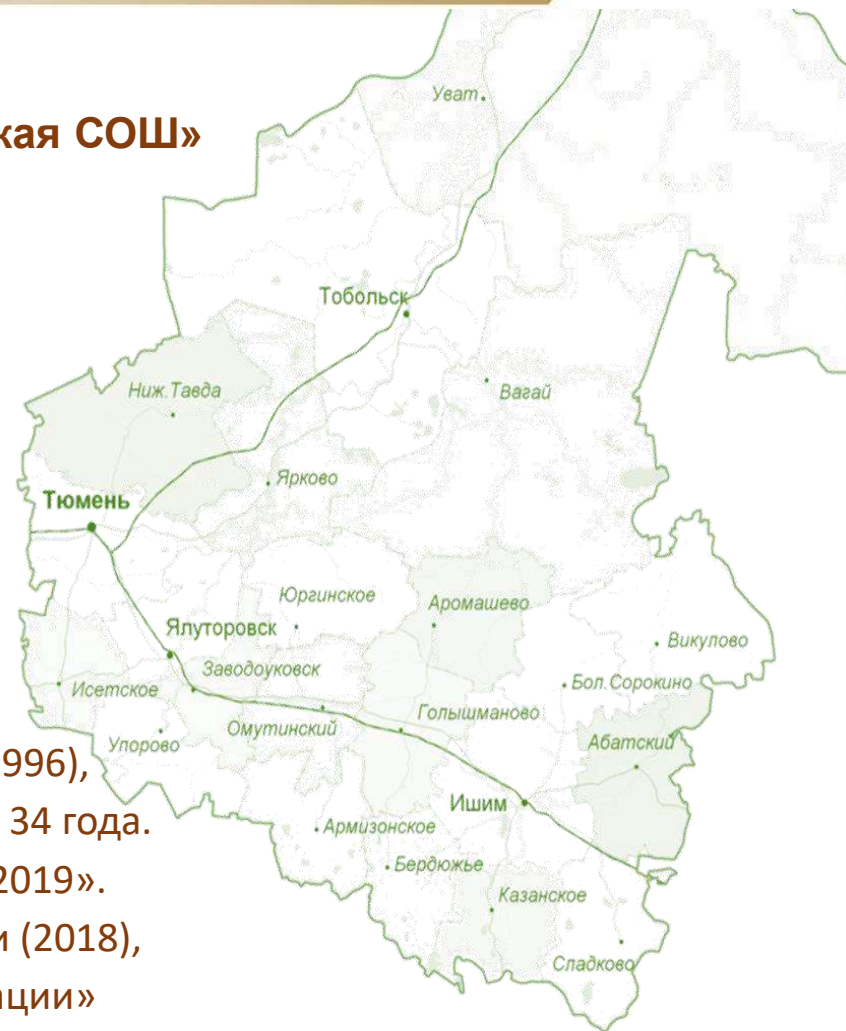 кая СОШ»
Уват
Тобольск
Ниж.Тавда
Вагай
Ярково
Тюмень
Юргинское
Аромашево
Ялуторовск
Викулово
Заводоуковск
Исетское
Бол.Сорокино
Омутинский
Голышманово
Упорово
Абатский
996),
Ишим
34 года.
Армизонское
Бердюжье
2019».
Казанское
и (2018),
Сладково
ации»